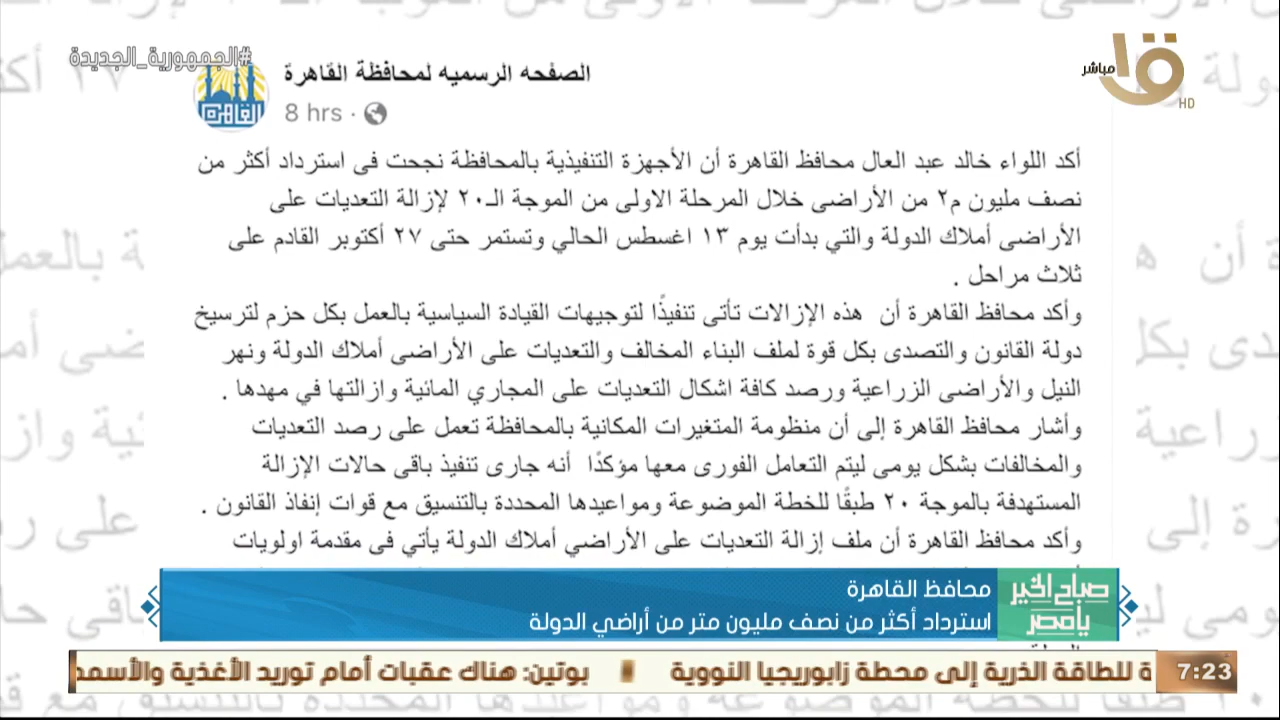 #الجمهورية_الجديدة
مباشر
HD
الصفحه الرسميه لمحافظة القاهرة
القاهرة
8 hrs ·
أكد اللواء خالد عبد العال محافظ القاهرة أن الأجهزة التنفيذية بالمحافظة نجحت فى استرداد أكثر من
نصف مليون م٢ من الأراضى خلال المرحلة الاولى من الموجة الـ٢٠ لإزالة التعديات على
الأراضى أملاك الدولة والتي بدأت يوم ١٣ اغسطس الحالي وتستمر حتى ٢٧ أكتوبر القادم على
ثلاث مراحل .
وأكد محافظ القاهرة أن هذه الإزالات تأتى تنفيذًا لتوجيهات القيادة السياسية بالعمل بكل حزم لترسيخ
دولة القانون والتصدى بكل قوة لملف البناء المخالف والتعديات على الأراضى أملاك الدولة ونهر
النيل والأراضى الزراعية ورصد كافة اشكال التعديات على المجاري المائية وازالتها في مهدها .
وأشار محافظ القاهرة إلى أن منظومة المتغيرات المكانية بالمحافظة تعمل على رصد التعديات
والمخالفات بشكل يومى ليتم التعامل الفورى معها مؤكدًا أنه جارى تنفيذ باقى حالات الإزالة
المستهدفة بالموجة ٢٠ طبقًا للخطة الموضوعة ومواعيدها المحددة بالتنسيق مع قوات إنفاذ القانون .
وأكد محافظ القاهرة أن ملف إزالة التعديات على الأراضي أملاك الدولة يأتي فى مقدمة اولويات
صباح الخير
يا مصر
محافظ القاهرة
استرداد أكثر من نصف مليون متر من أراضي الدولة
7:23
ة للطاقة الذرية إلى محطة زابوريجيا النووية بوتين: هناك عقبات أمام توريد الأغذية والأسمد